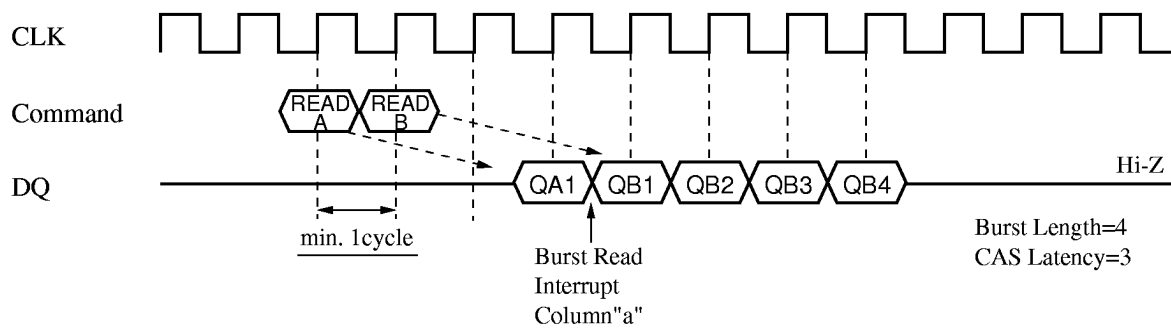 CLK
Command
READ A
READ B
DQ
QA1
QB1
QB2
QB3
QB4
Hi-Z
min. 1cycle
Burst Read
Interrupt
Column"a"
Burst Length=4
CAS Latency=3